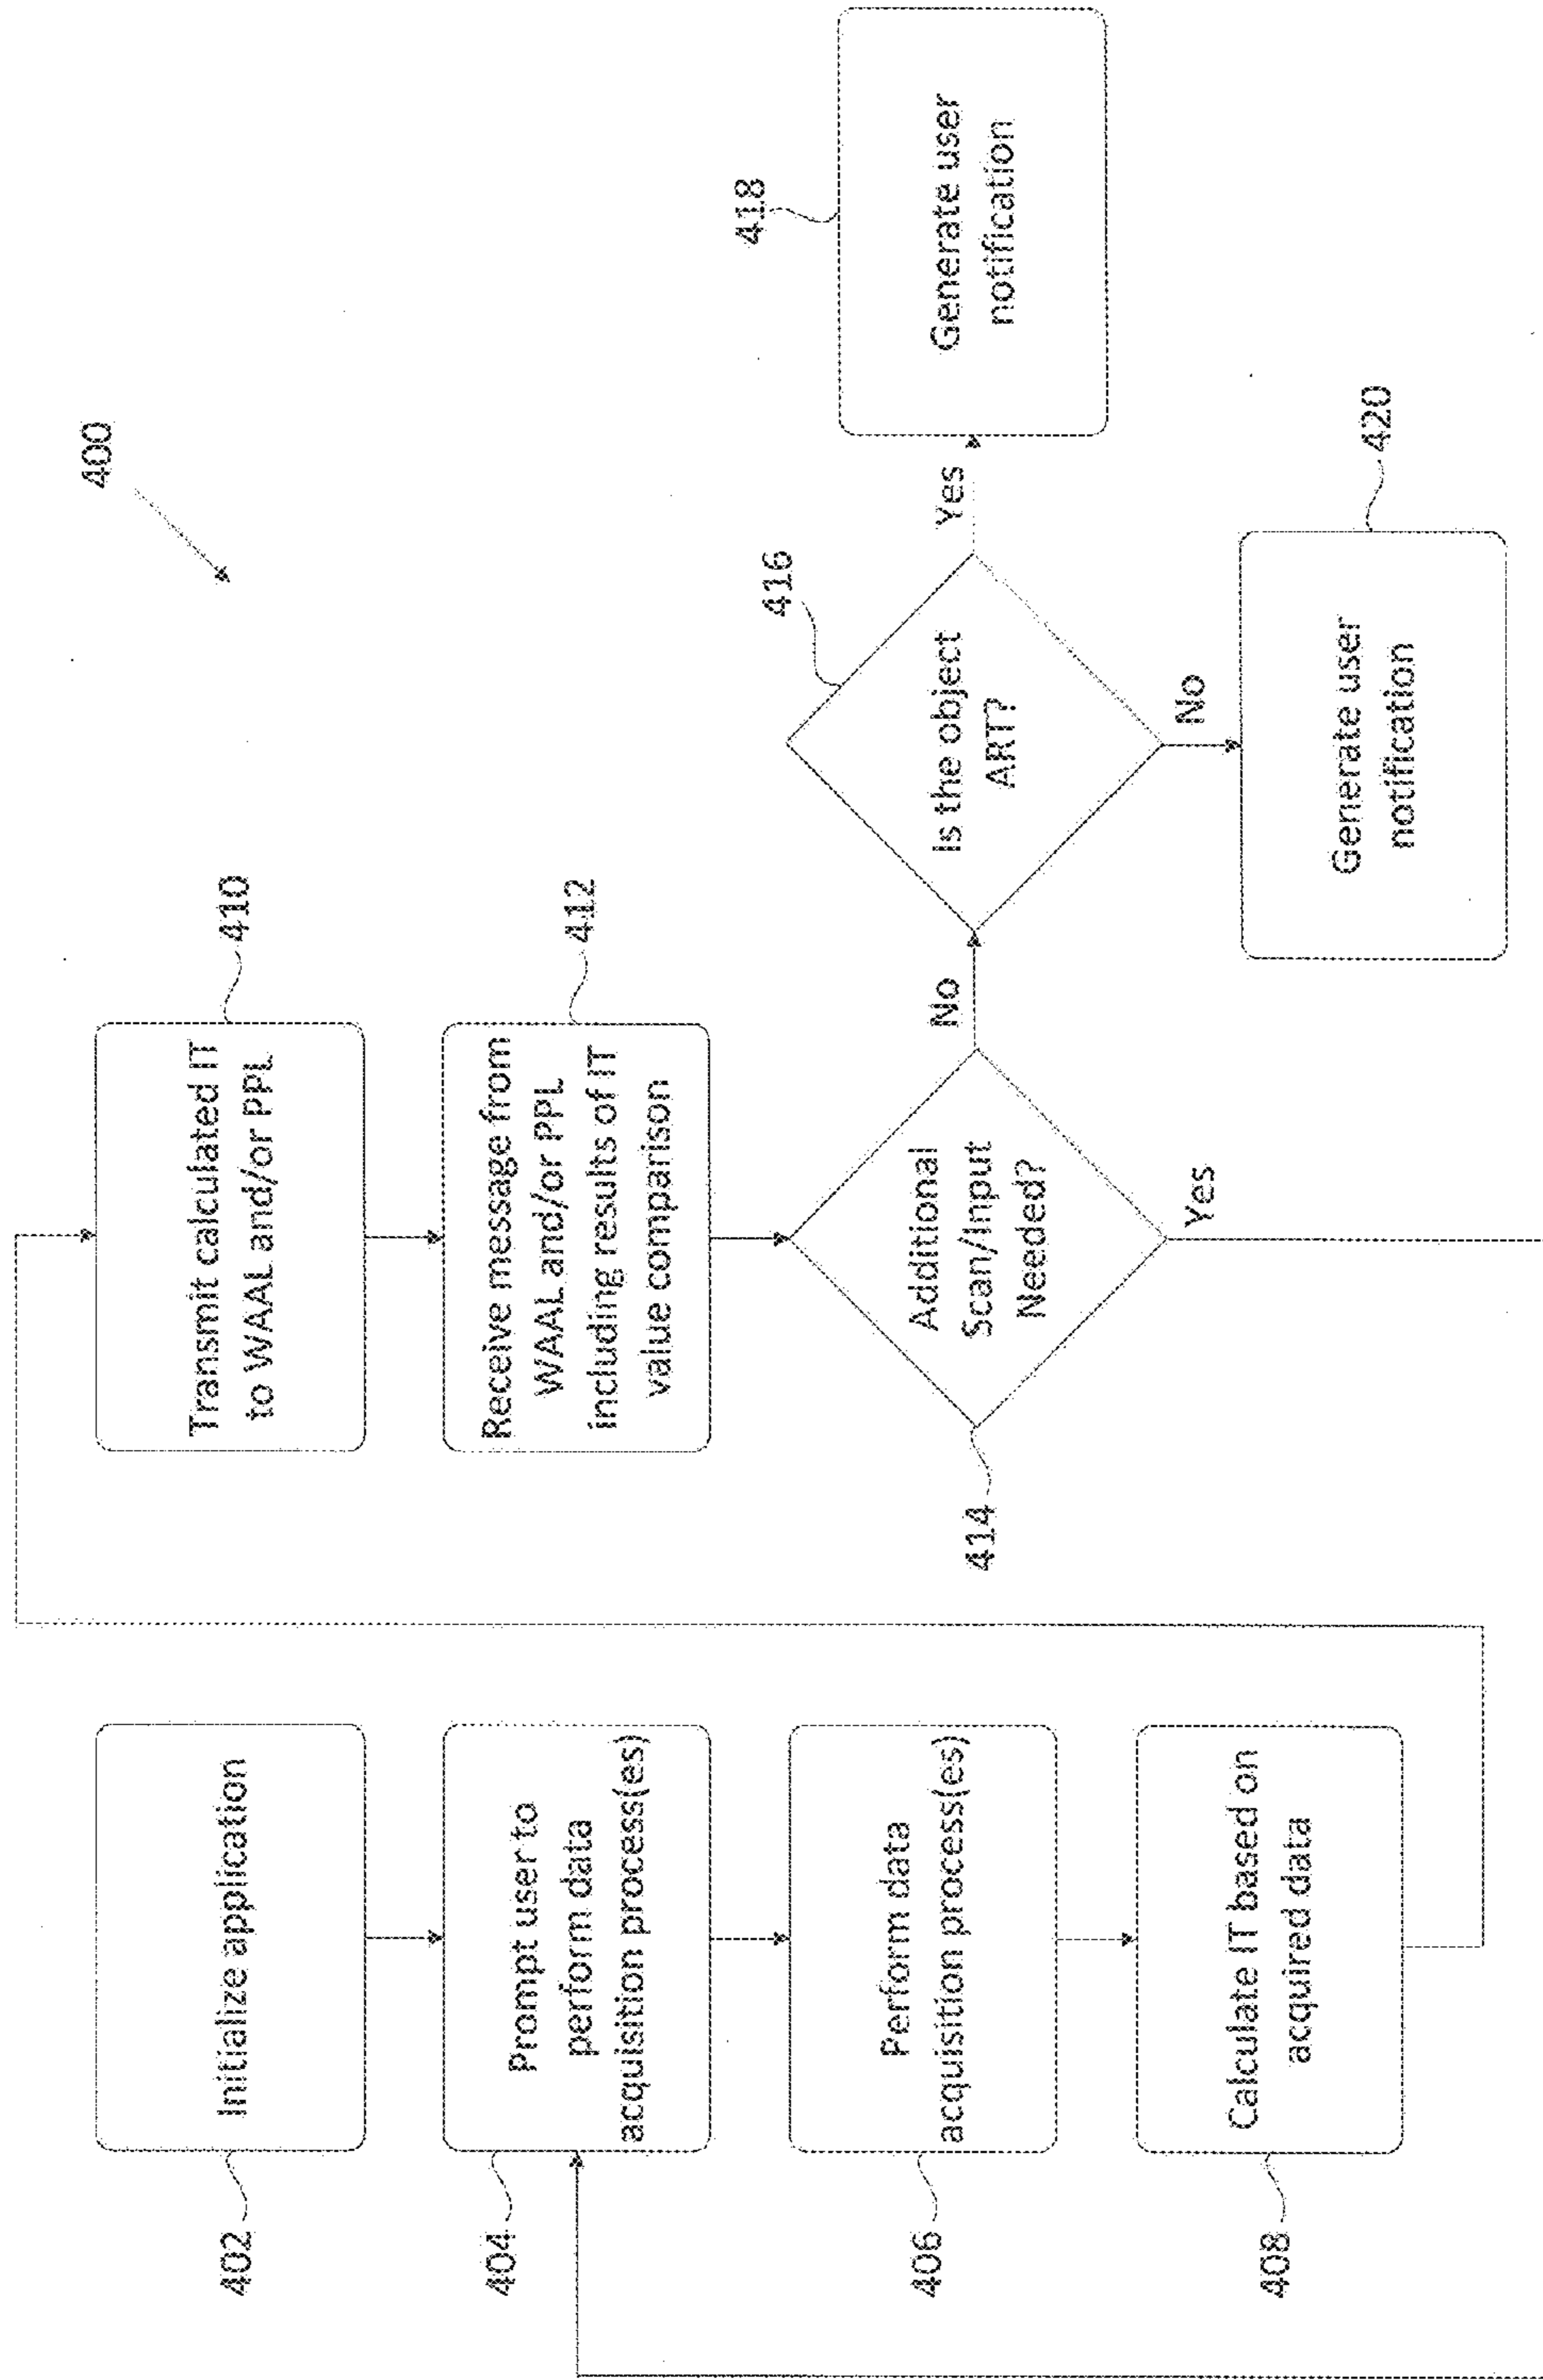 400
402
Initialize application
404
Prompt user to
perform data
acquisition process(es)
406
Perform data
acquisition process(es)
408
Calculate IT based on
acquired data
410
Transmit calculated IT
to WAAL and/or PPL
412
Receive message from
WAAL and/or PPL
including results of IT
value comparison
414
Additional
Scan/Input
Needed?
Yes
No
416
Is the object
ART?
Yes
No
418
Generate user
notification
420
Generate user
notification